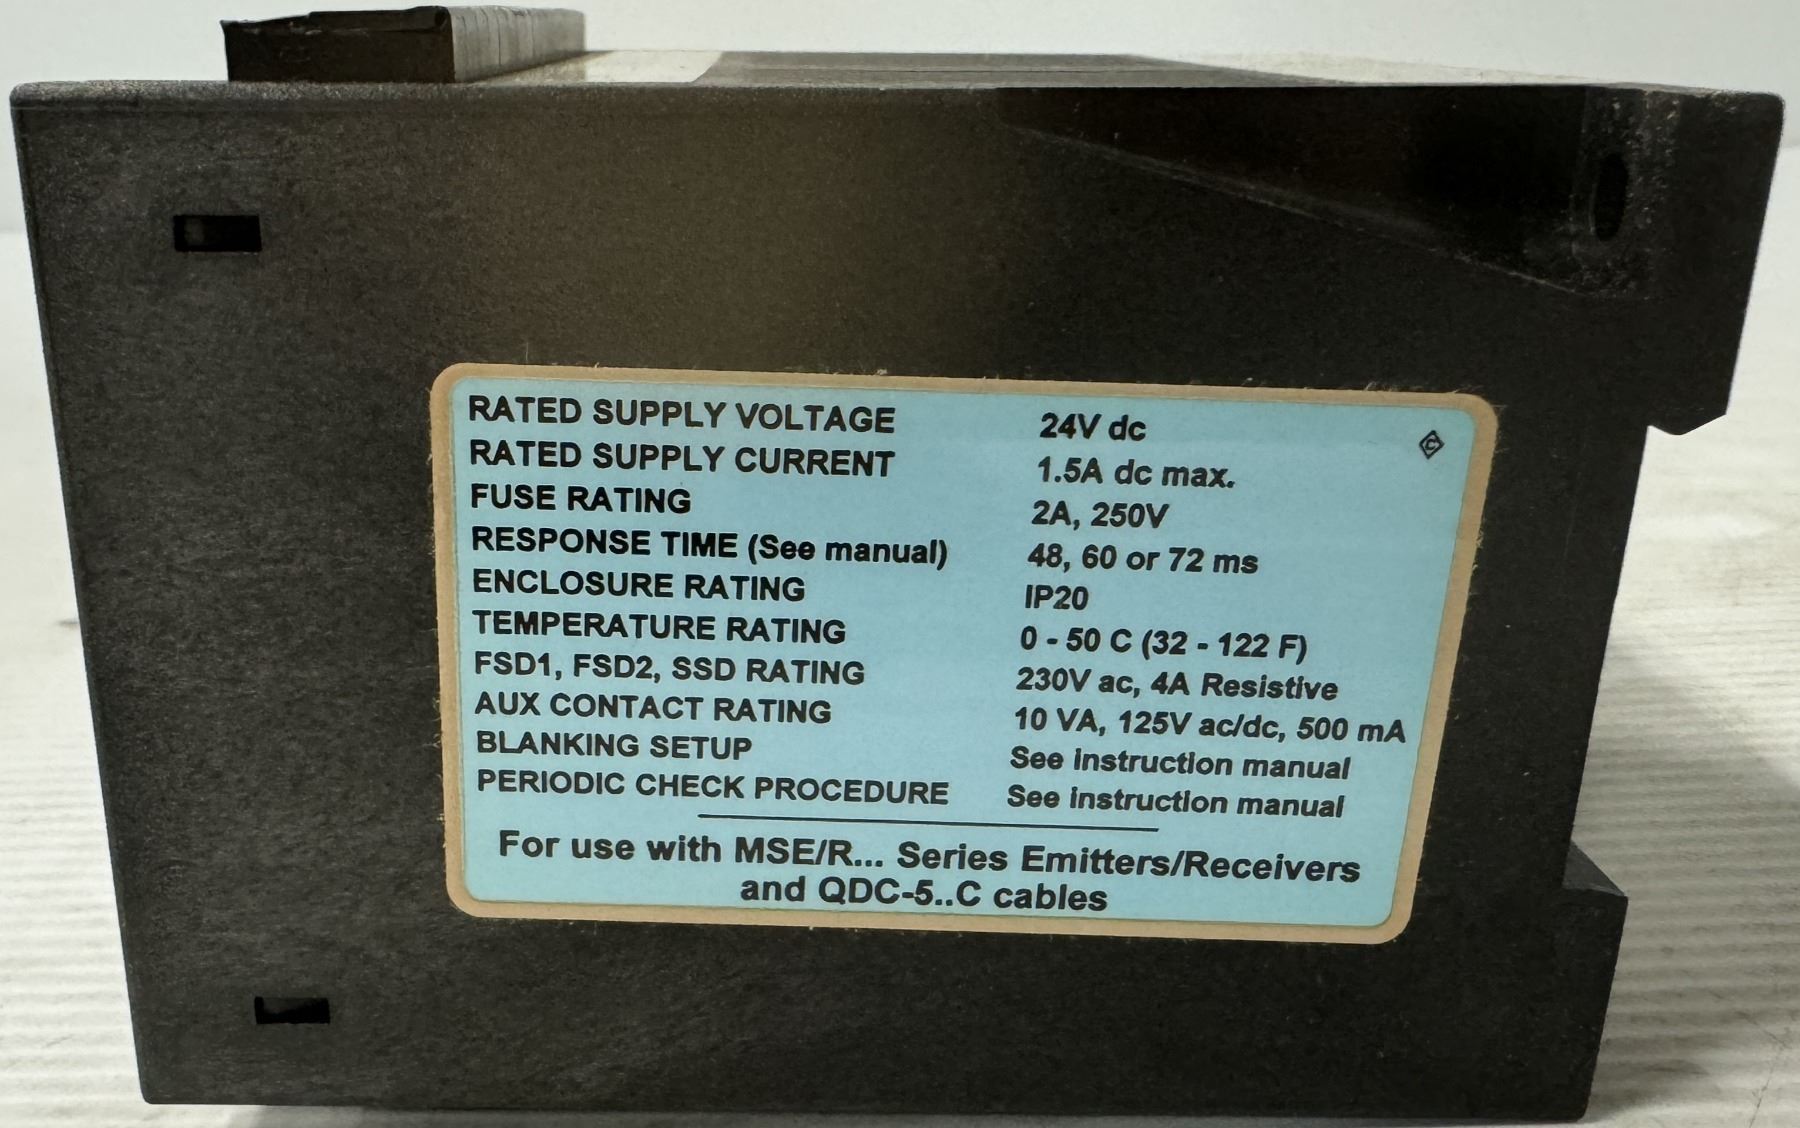 RATED SUPPLY VOLTAGE 24V dc
RATED SUPPLY CURRENT 1.5A dc max.
FUSE RATING 2A, 250V
RESPONSE TIME (See manual) 48, 60 or 72 ms
ENCLOSURE RATING IP20
TEMPERATURE RATING 0 - 50 C (32 - 122 F)
FSD1, FSD2, SSD RATING 230V ac, 4A Resistive
AUX CONTACT RATING 10 VA, 125V ac/dc, 500 mA
BLANKING SETUP See instruction manual
PERIODIC CHECK PROCEDURE See instruction manual
For use with MSE/R... Series Emitters/Receivers
and QDC-5..C cables
C